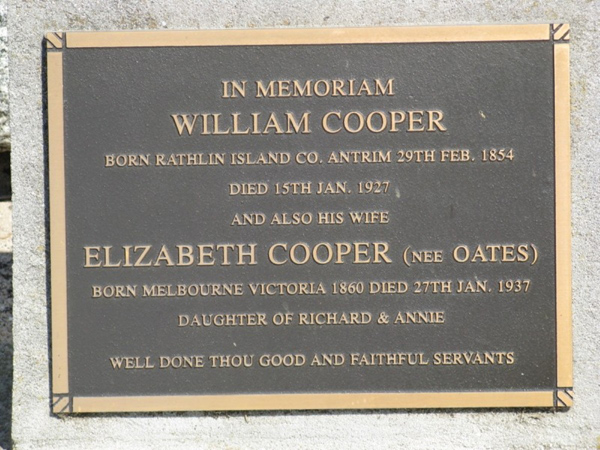 IN MEMORIAM
WILLIAM COOPER
BORN RATHLIN ISLAND CO. ANTRIM 29TH FEB. 1854
DIED 15TH JAN. 1927
AND ALSO HIS WIFE
ELIZABETH COOPER (NEE OATES)
BORN MELBOURNE VICTORIA 1860 DIED 27TH JAN. 1937
DAUGHTER OF RICHARD & ANNIE
WELL DONE THOU GOOD AND FAITHFUL SERVANTS